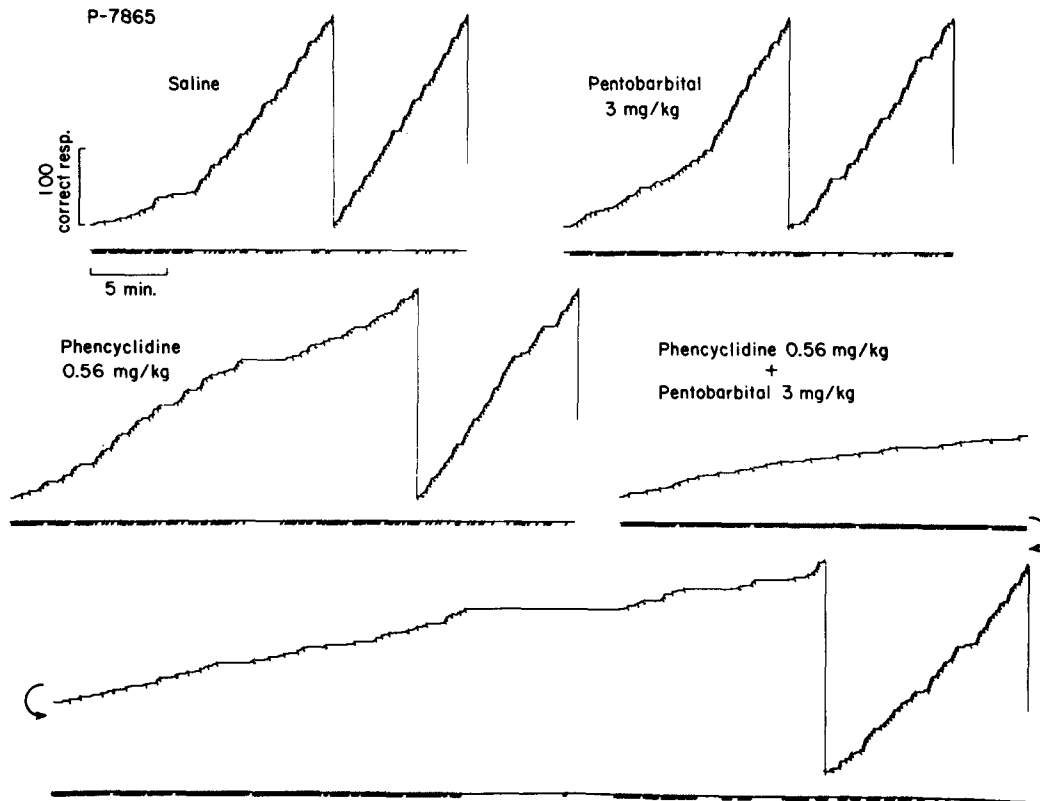 P-7865
Saline
Pentobarbital
3 mg/kg
100
correct resp.
5 min.
Phencyclidine
0.56 mg/kg
Phencyclidine 0.56 mg/kg
+
Pentobarbital 3 mg/kg